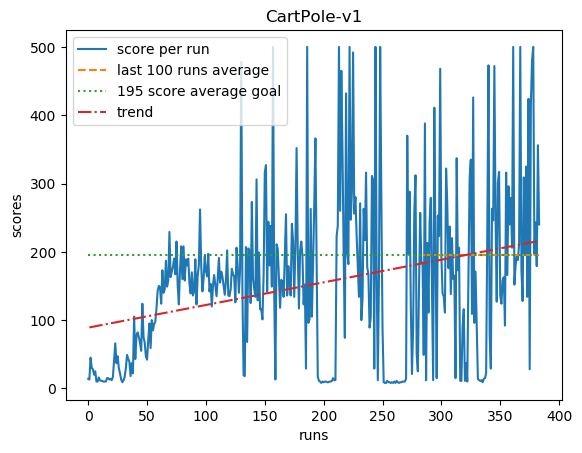 CartPole-v1
score per run
last 100 runs average
195 score average goal
trend
scores
500
400
300
200
100
0
0 50 100 150 200 250 300 350 400
runs